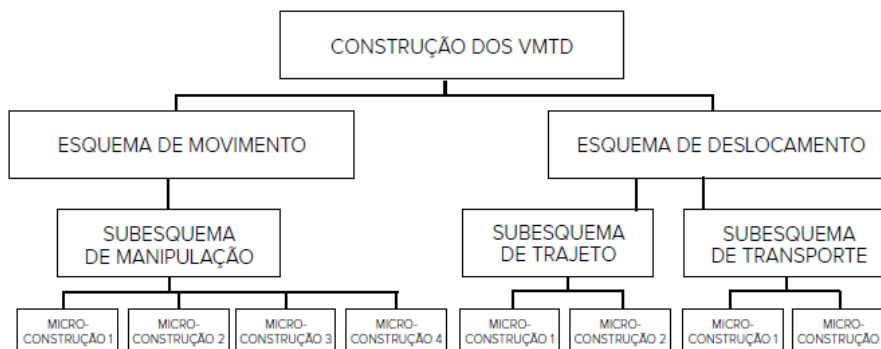 CONSTRUÇÃO DOS VMTD
ESQUEMA DE MOVIMENTO
ESQUEMA DE DESLOCAMENTO
SUBESQUEMA
DE MANIPULAÇÃO
SUBESQUEMA
DE TRAJETO
SUBESQUEMA
DE TRANSPORTE
MICRO-
CONSTRUÇÃO 1
MICRO-
CONSTRUÇÃO 2
MICRO-
CONSTRUÇÃO 3
MICRO-
CONSTRUÇÃO 4
MICRO-
CONSTRUÇÃO 1
MICRO-
CONSTRUÇÃO 2
MICRO-
CONSTRUÇÃO 1
MICRO-
CONSTRUÇÃO